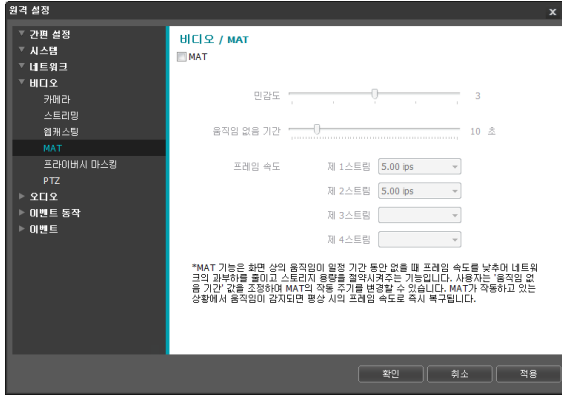 원격 설정
x
간편 설정
시스템
네트워크
비디오
카메라
스트리밍
웹캐스팅
MAT
프라이버시 마스킹
PTZ
오디오
이벤트 동작
이벤트
비디오 / MAT
MAT
민감도 3
움직임 없음 기간 10 초
프레임 속도 제 1스트림 5.00 ips
제 2스트림 5.00 ips
제 3스트림
제 4스트림
*MAT 기능은 화면 상의 움직임이 일정 기간 동안 없을 때 프레임 속도를 낮추어 네트워
크의 과부하를 줄이고 스토리지 용량을 절약시켜주는 기능입니다. 사용자는 '움직임 없
음 기간' 값을 조정하여 MAT의 작동 주기를 변경할 수 있습니다. MAT가 작동하고 있는
상황에서 움직임이 감지되면 평상 시의 프레임 속도로 즉시 복구됩니다.
확인 취소 적용